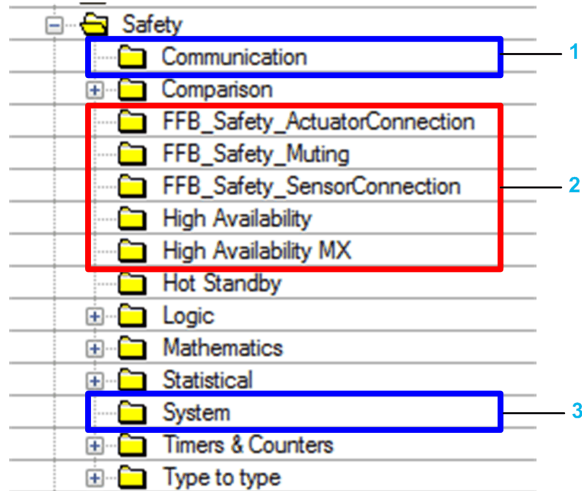 Safety
Communication 1
Comparison
FFB_Safety_ActuatorConnection
FFB_Safety_Muting
FFB_Safety_SensorConnection 2
High Availability
High Availability MX
Hot Standby
Logic
Mathematics
Statistical
System 3
Timers & Counters
Type to type